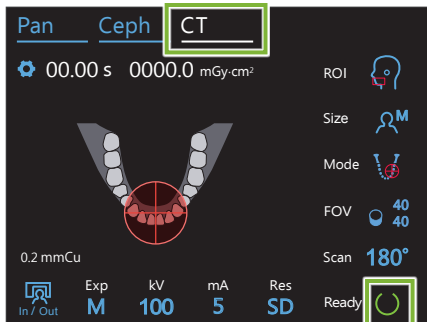 Pan Ceph CT
00.00 s 0000.0 mGy·cm²
ROI
Size M
Mode
FOV 40
40
0.2 mmCu
Scan 180°
Exp kV mA Res
In / Out M 100 5 SD
Ready